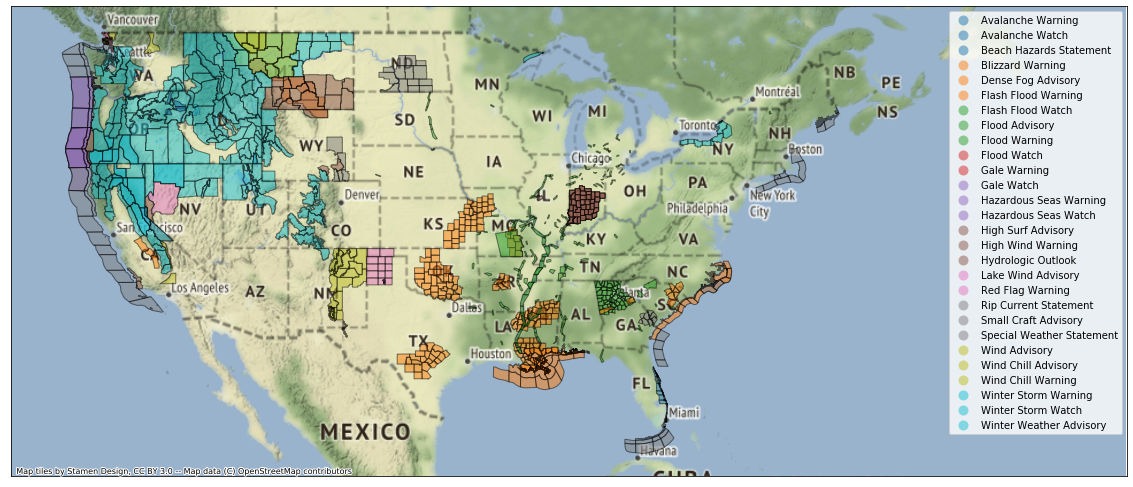 Vancouver
Seattle
VA
ND
MN
NB
PE
NS
Montréal
OR
I
SD
WI
MI
Toronto
NH
WY
NY
Boston
IA
Chicago
NE
PA
New York
City
IL
OH
Denver
NV
UT
Philadelphia
San Francisco
CO
KS
MO
KY
VA
CA
TN
NC
Los Angeles
AZ
NM
AR
Atlanta
SC
Dallas
LA
AL
GA
TX
Houston
FL
Miami
MEXICO
Havana
CUBA
Map tiles by Stamen Design, CC BY 3.0 -- Map data (C) OpenStreetMap contributors
Avalanche Warning
Avalanche Watch
Beach Hazards Statement
Blizzard Warning
Dense Fog Advisory
Flash Flood Warning
Flash Flood Watch
Flood Advisory
Flood Warning
Flood Watch
Gale Warning
Gale Watch
Hazardous Seas Warning
Hazardous Seas Watch
High Surf Advisory
High Wind Warning
Hydrologic Outlook
Lake Wind Advisory
Red Flag Warning
Rip Current Statement
Small Craft Advisory
Special Weather Statement
Wind Advisory
Wind Chill Advisory
Wind Chill Warning
Winter Storm Warning
Winter Storm Watch
Winter Weather Advisory